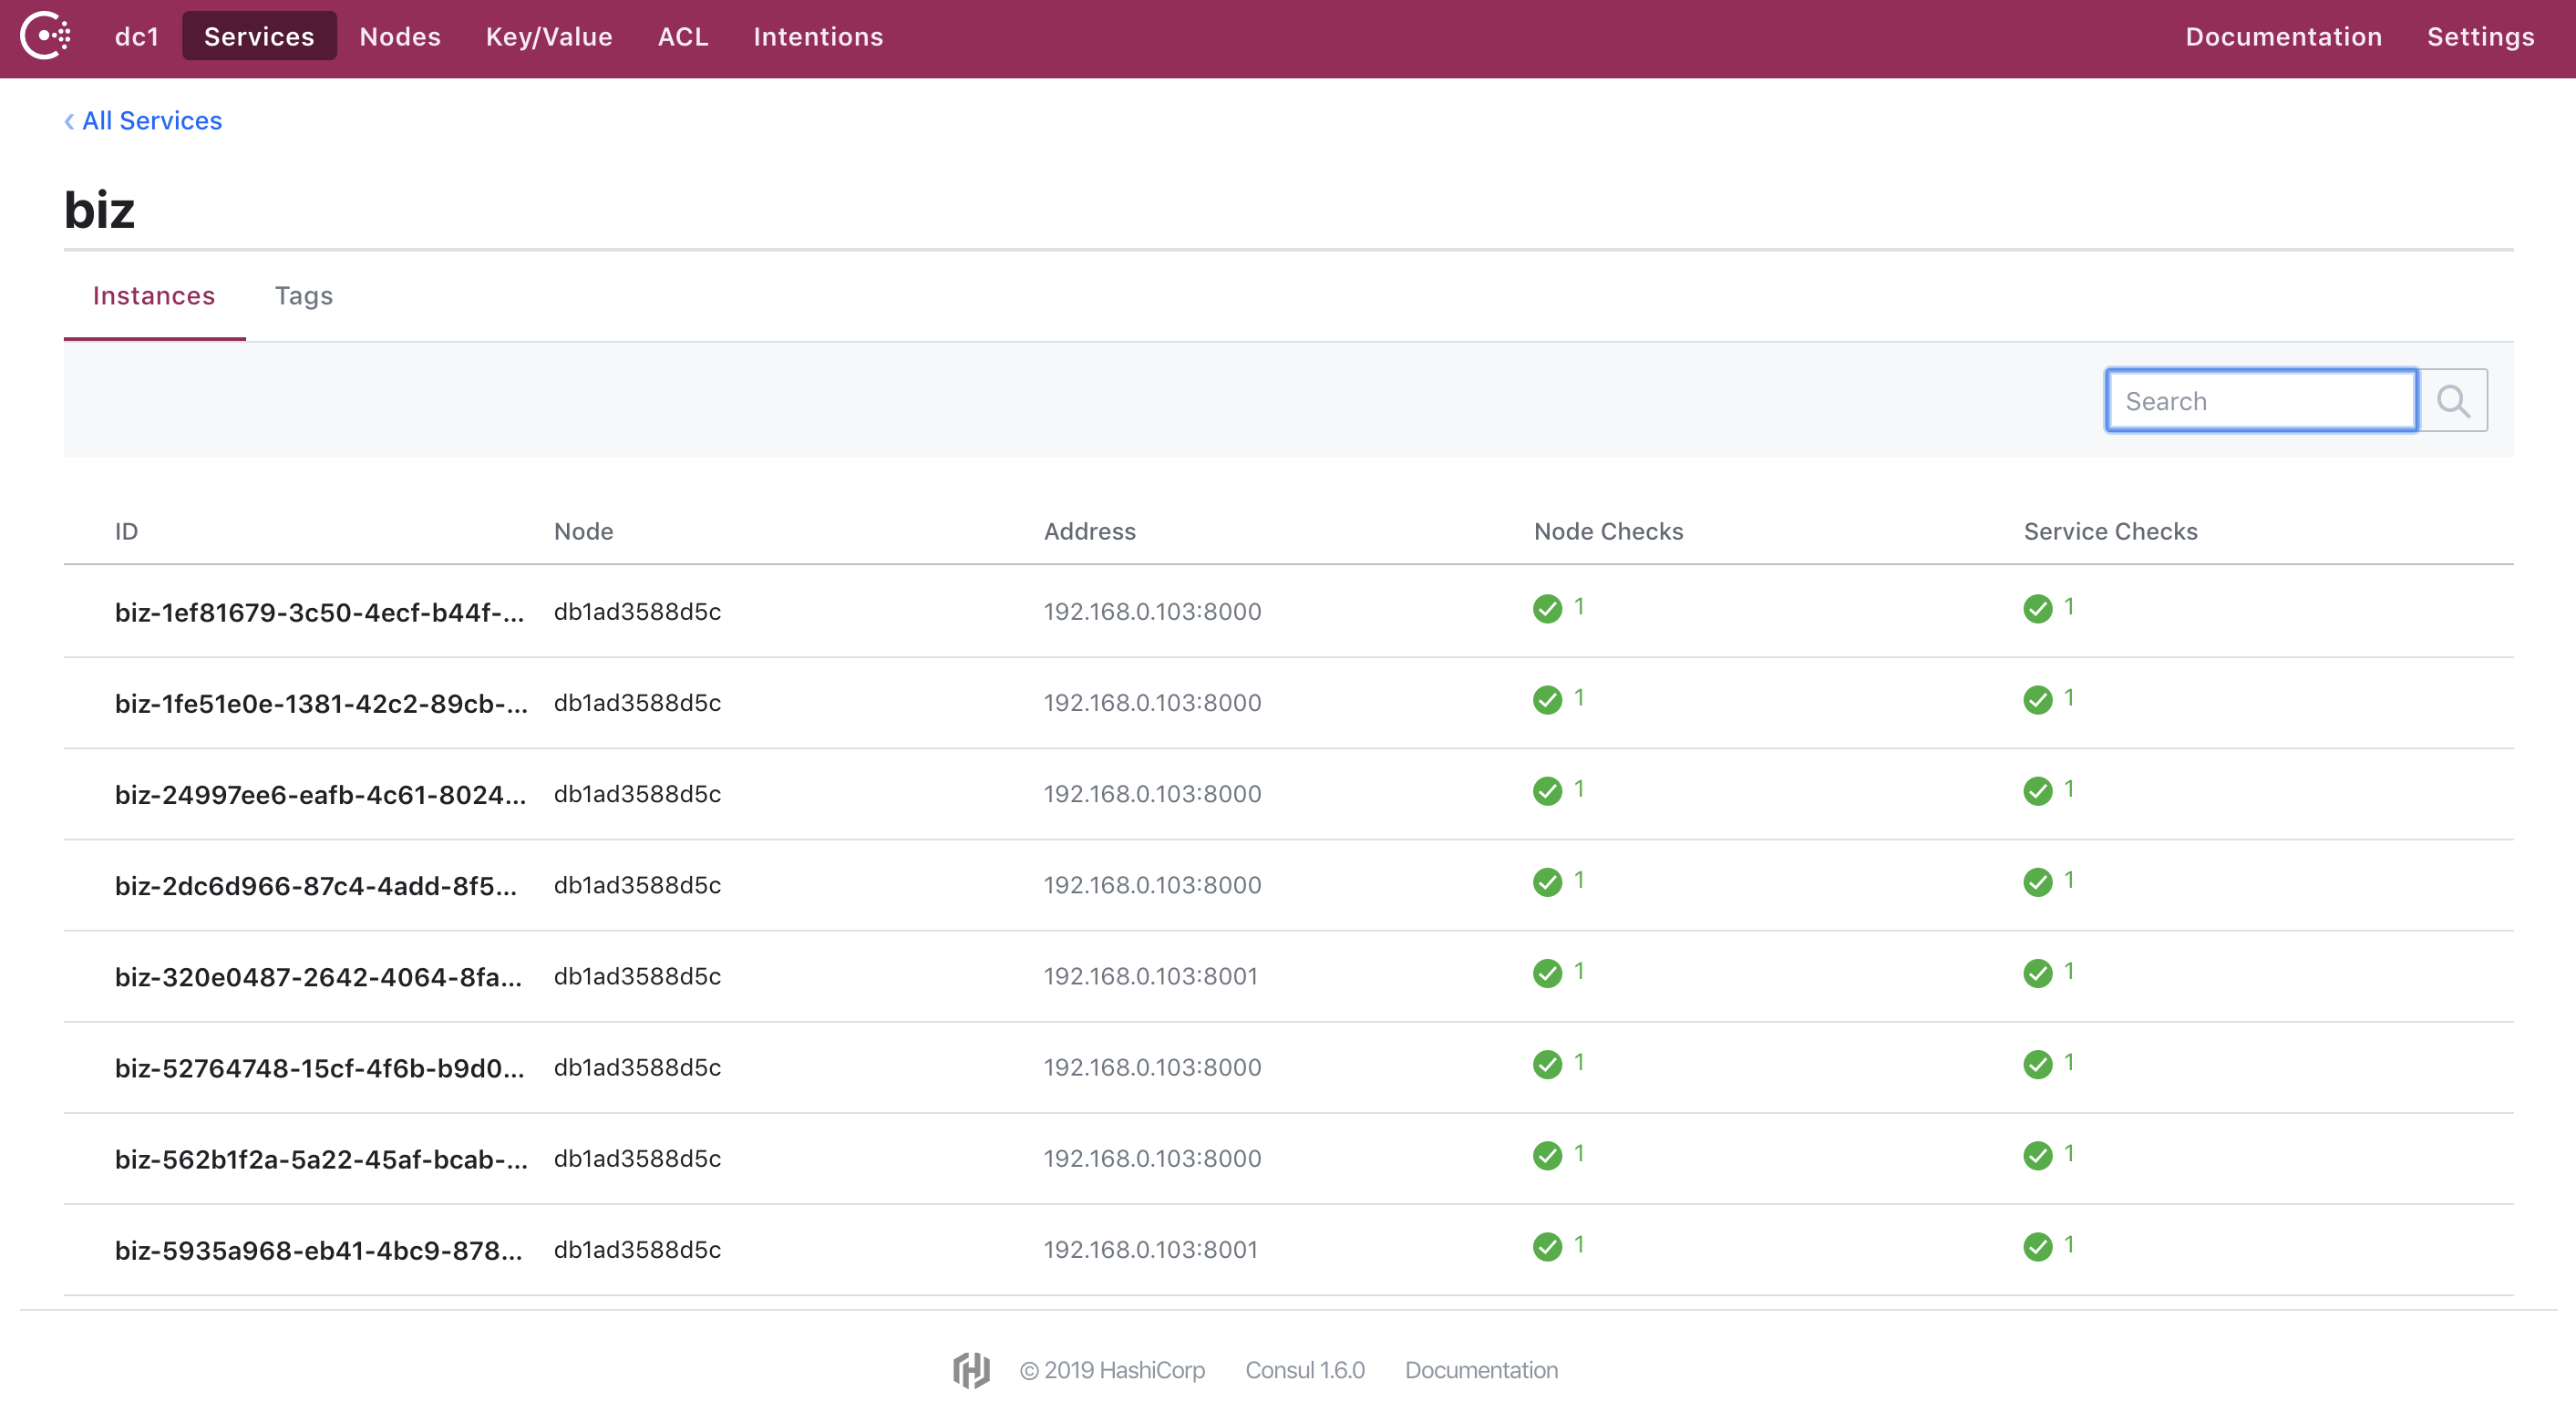 dc1 Services Nodes Key/Value ACL Intentions Documentation Settings
‹ All Services
biz
Instances Tags
Search
ID Node Address Node Checks Service Checks
biz-1ef81679-3c50-4ecf-b44f-... db1ad3588d5c 192.168.0.103:8000 1 1
biz-1fe51e0e-1381-42c2-89cb-... db1ad3588d5c 192.168.0.103:8000 1 1
biz-24997ee6-eafb-4c61-8024... db1ad3588d5c 192.168.0.103:8000 1 1
biz-2dc6d966-87c4-4add-8f5... db1ad3588d5c 192.168.0.103:8000 1 1
biz-320e0487-2642-4064-8fa... db1ad3588d5c 192.168.0.103:8001 1 1
biz-52764748-15cf-4f6b-b9d0... db1ad3588d5c 192.168.0.103:8000 1 1
biz-562b1f2a-5a22-45af-bcab-... db1ad3588d5c 192.168.0.103:8000 1 1
biz-5935a968-eb41-4bc9-878... db1ad3588d5c 192.168.0.103:8001 1 1
© 2019 HashiCorp Consul 1.6.0 Documentation